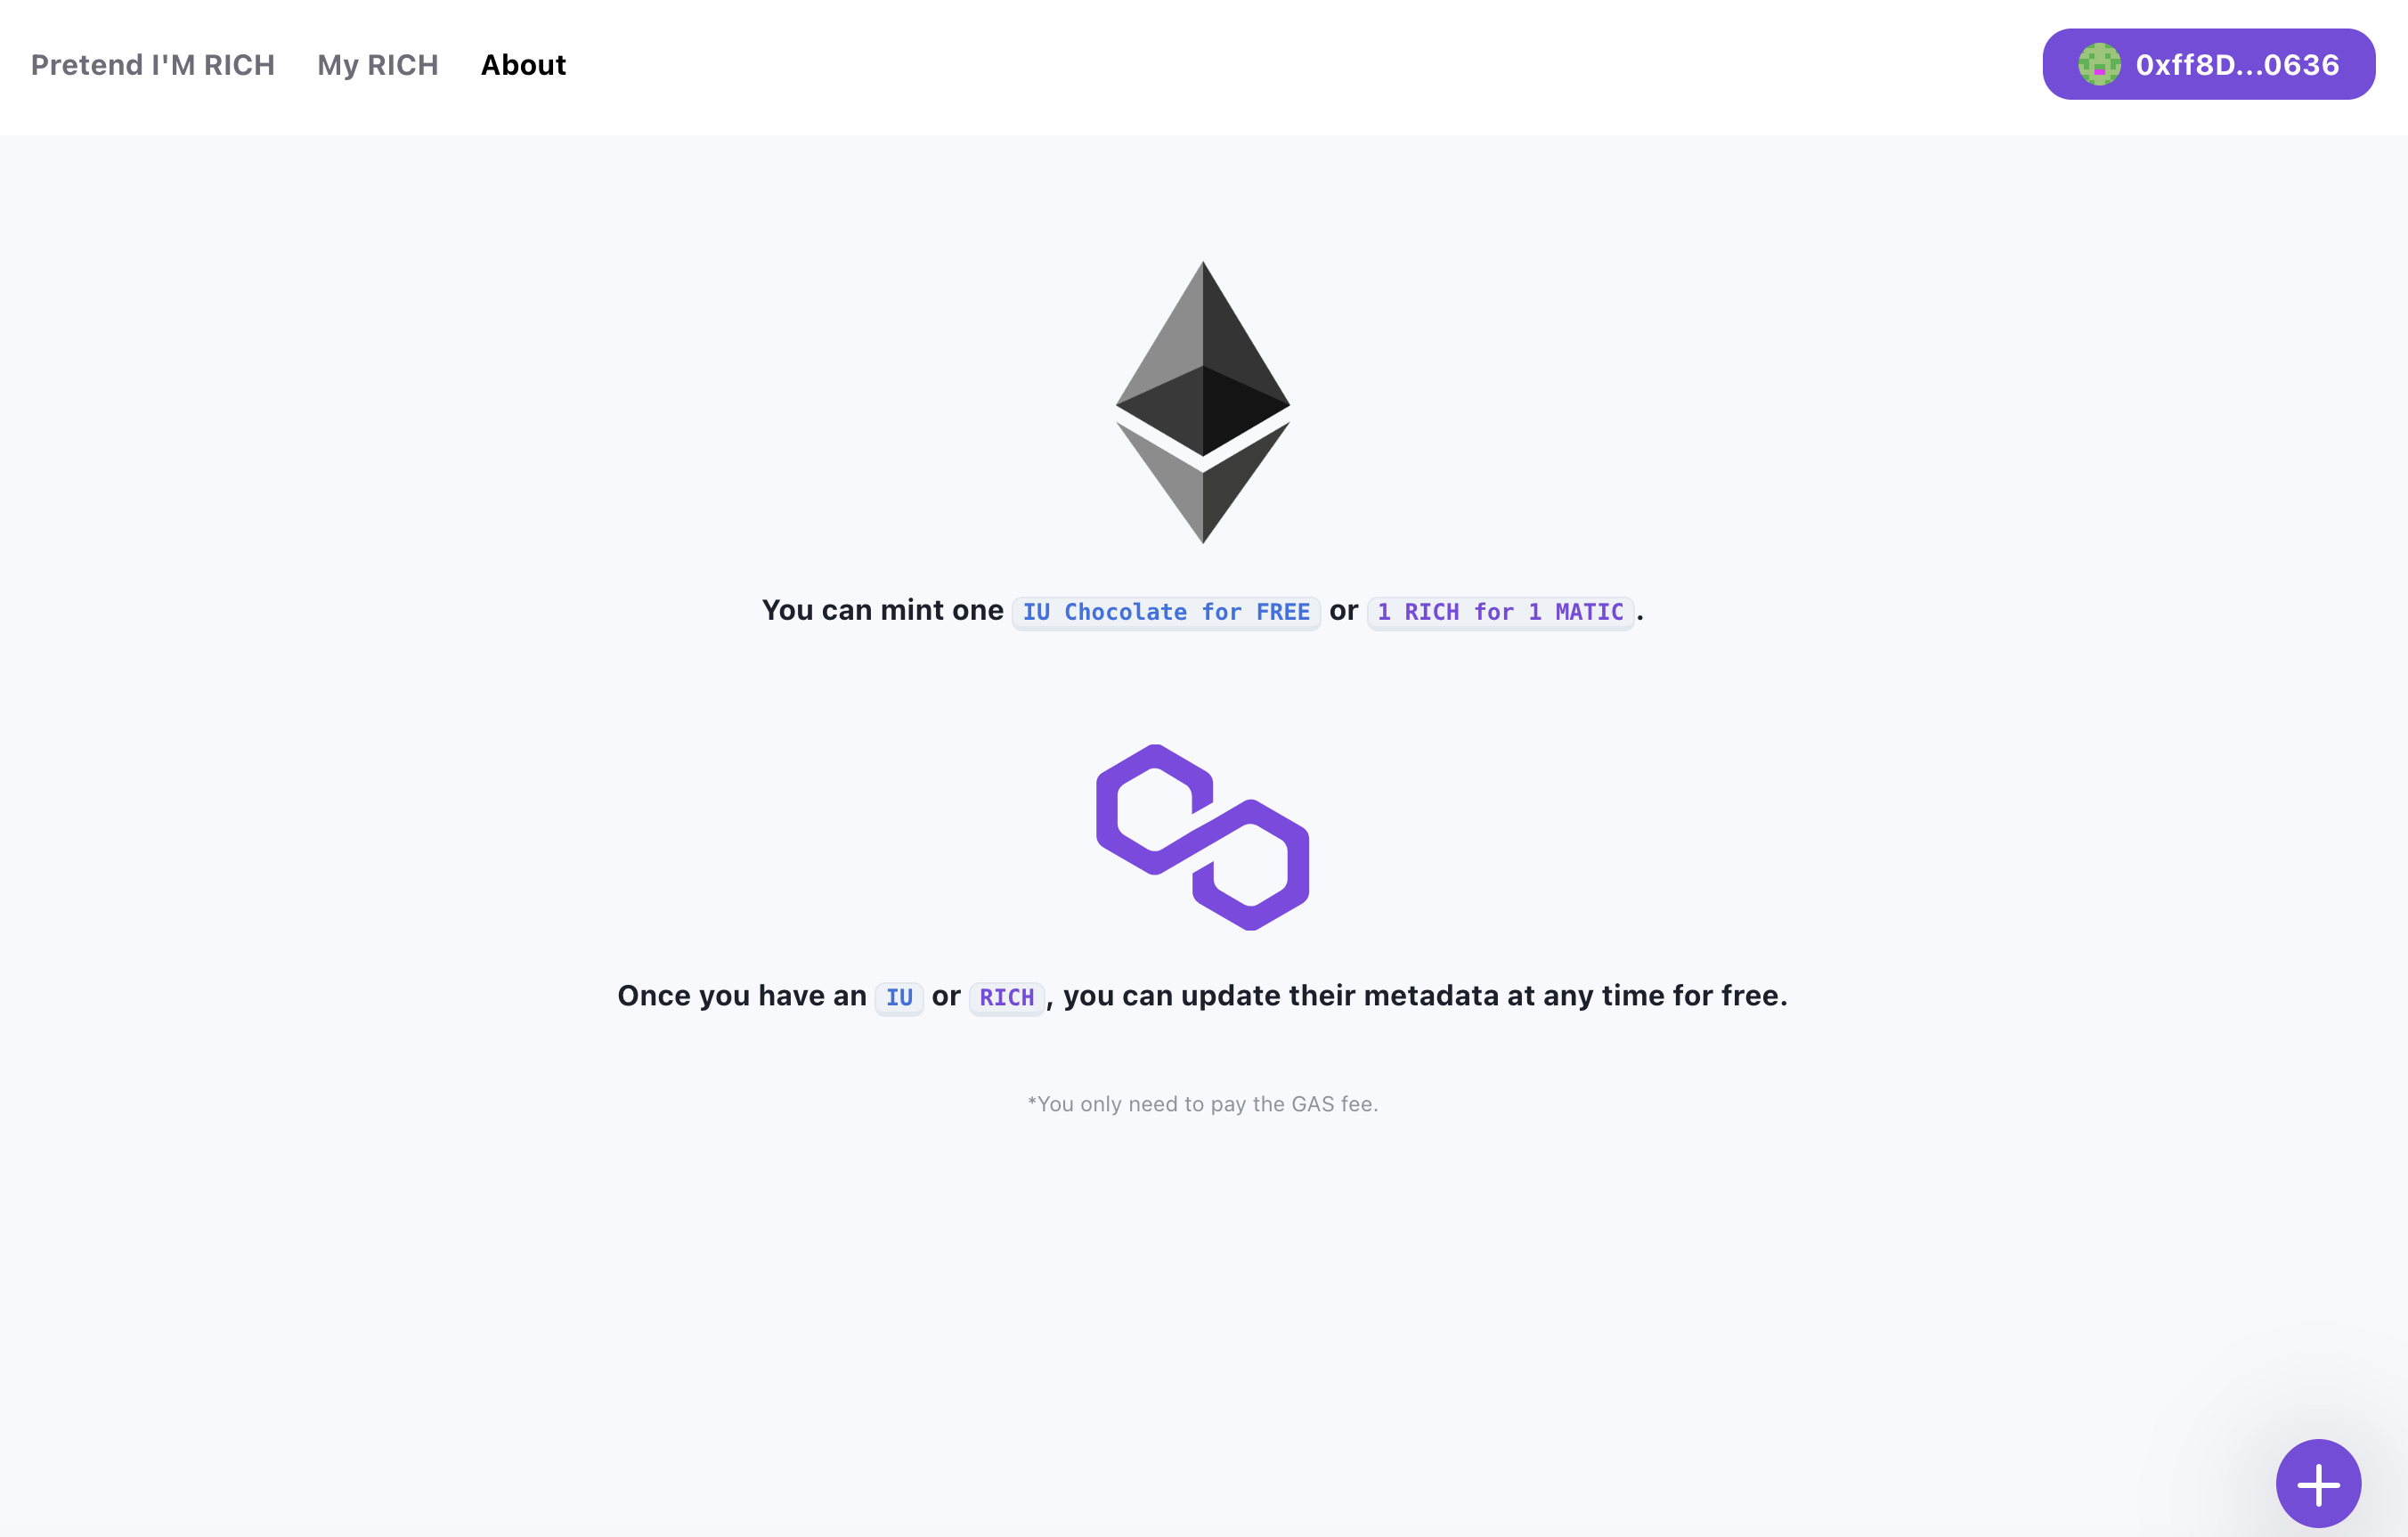 Pretend I'M RICH My RICH About 0xff8D...0636
You can mint one IU Chocolate for FREE or 1 RICH for 1 MATIC.
Once you have an IU or RICH, you can update their metadata at any time for free.
*You only need to pay the GAS fee.